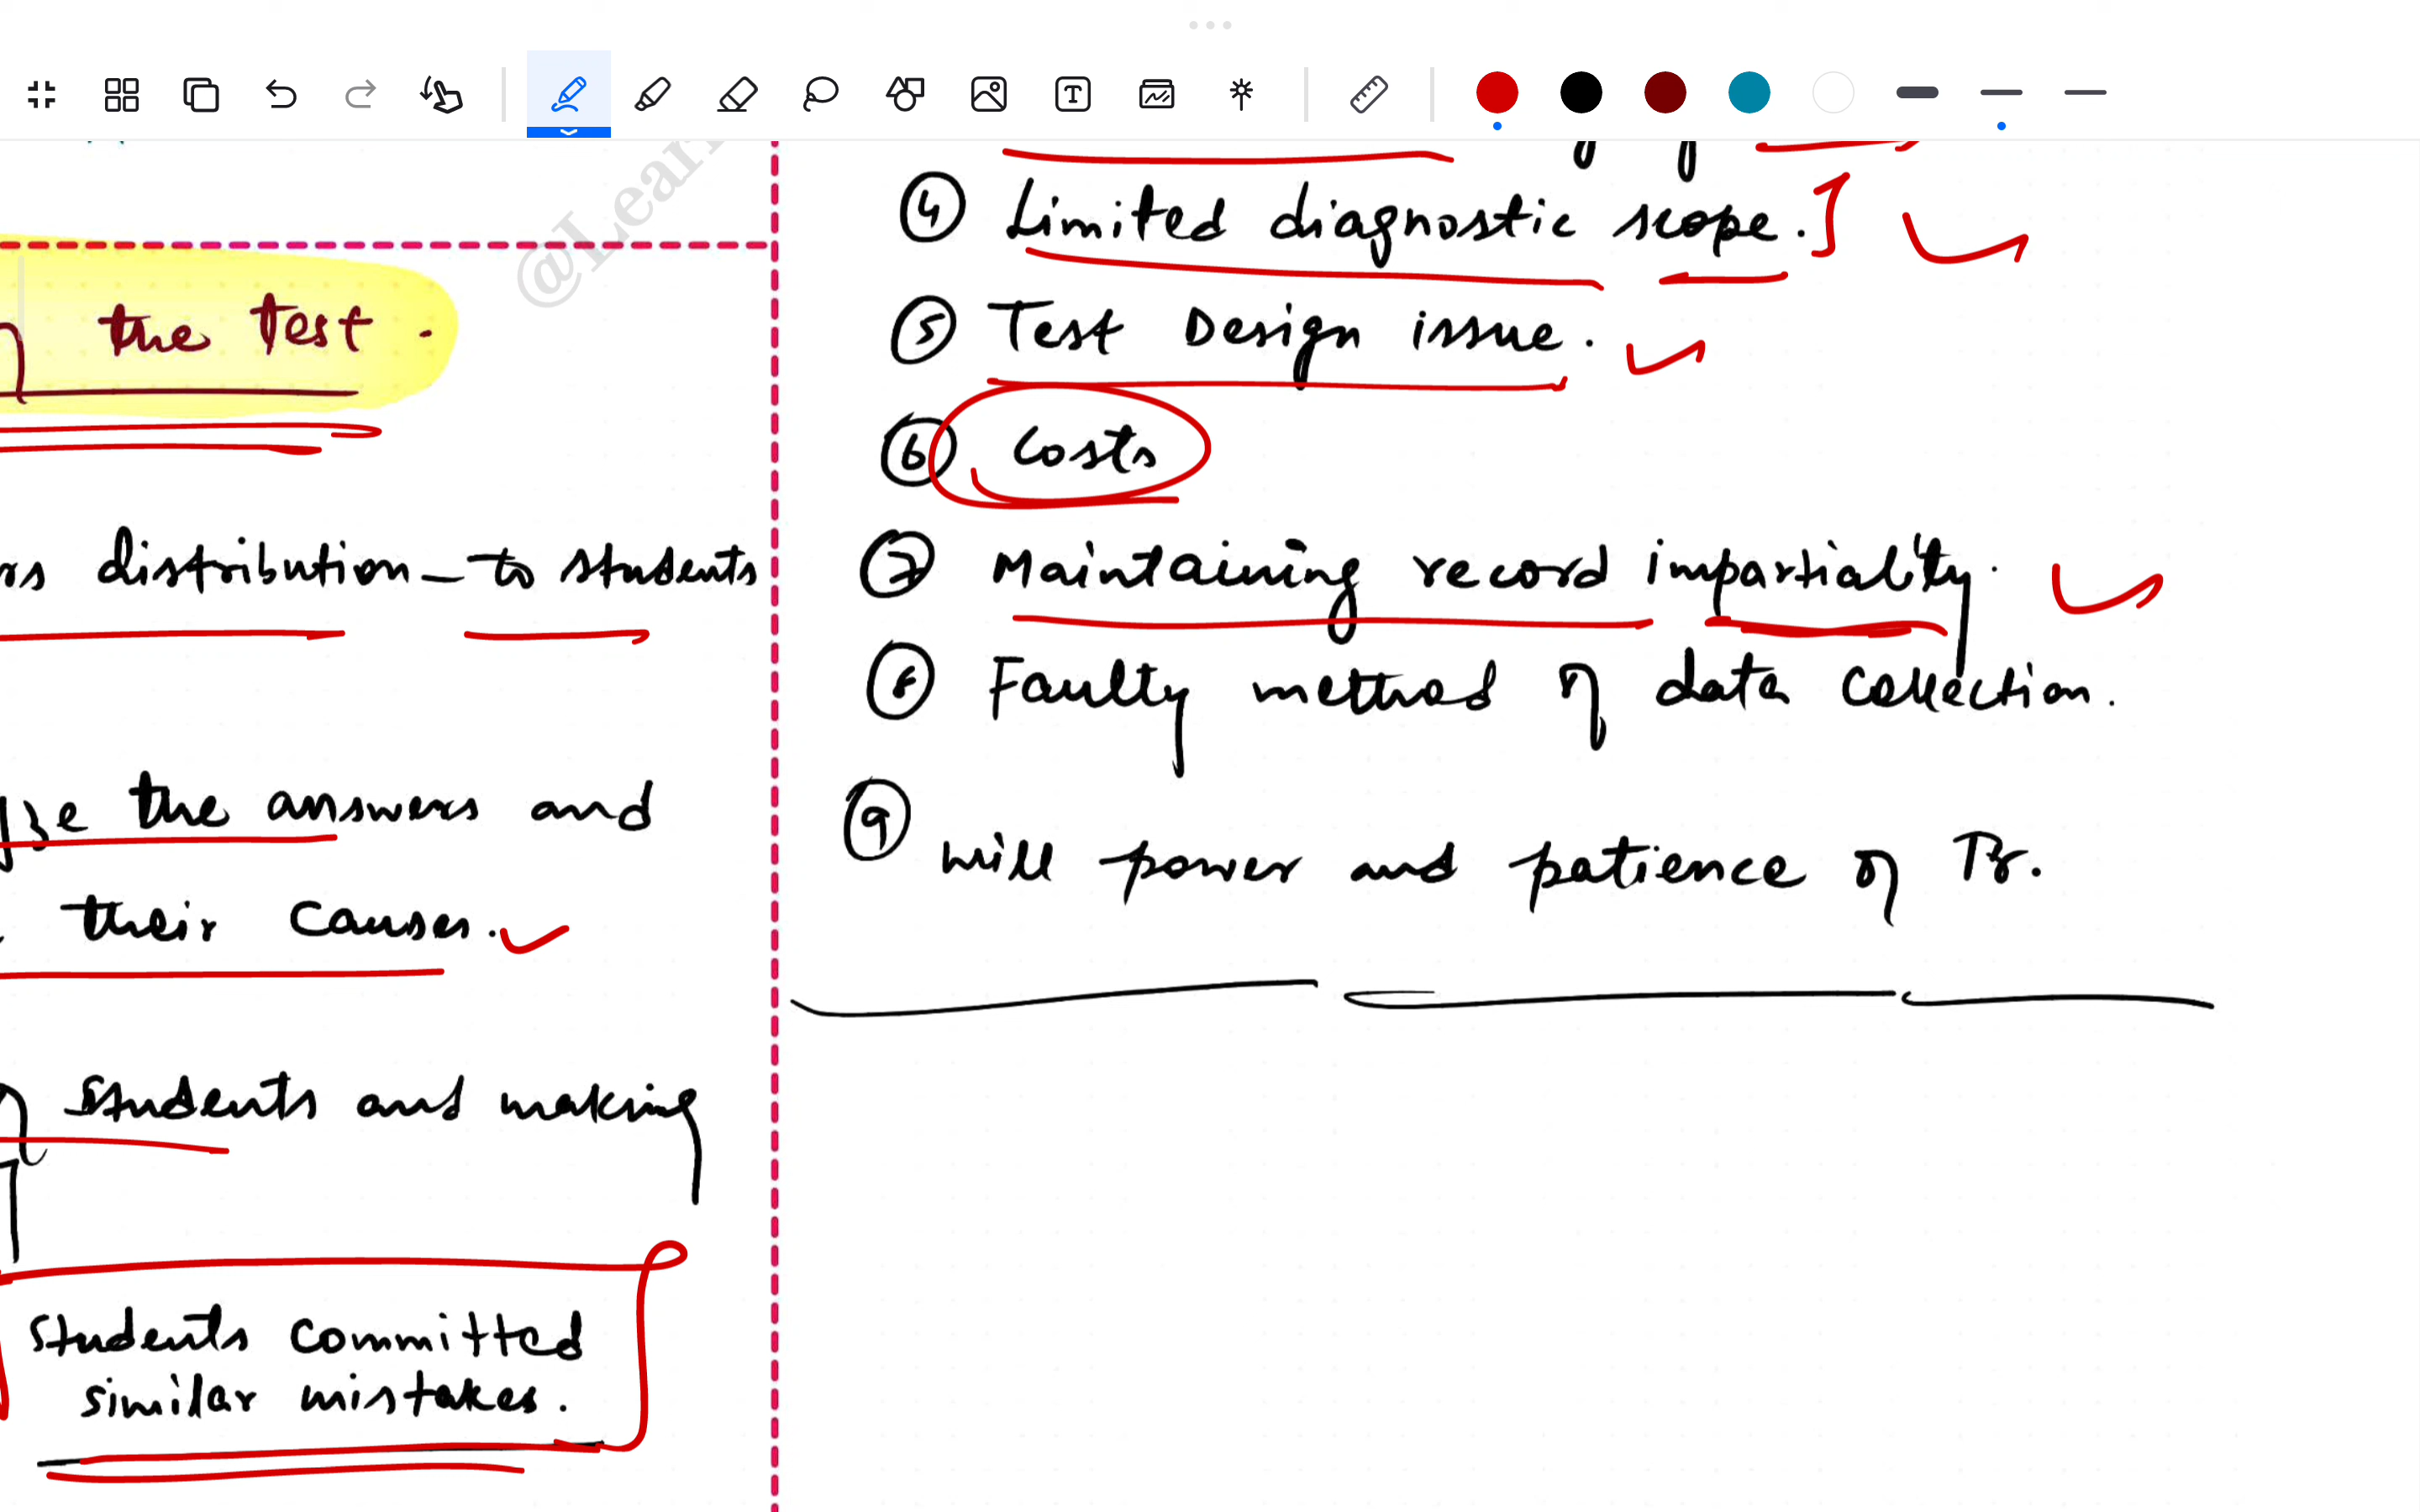 @Lear
the test.
rs distribution - to students
the answers and
their causes.
students and making
students committed
similar mistakes.
④ Limited diagnostic scope.]
⑤ Test Design issue.
⑥ Costs
⑦ Maintaining record impartiality.
⑧ Faulty method of data collection.
⑨ will power and patience of Tr.